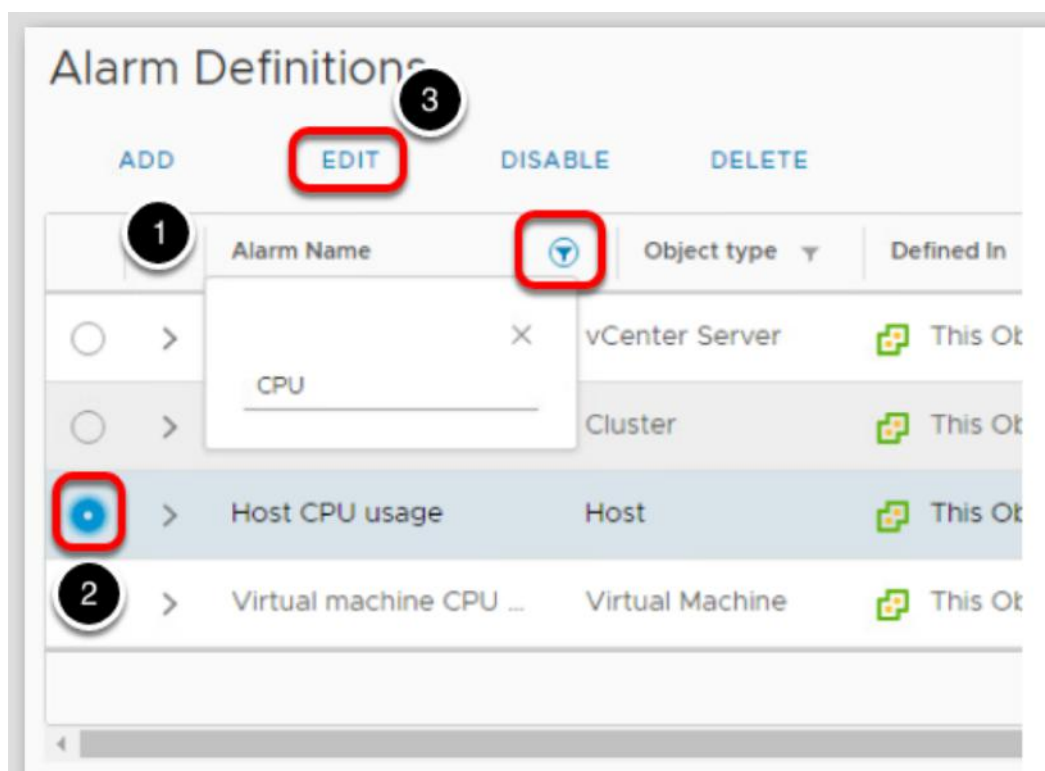 Alarm Definitions
3
ADD EDIT DISABLE DELETE
1
Alarm Name Object type Defined In
vCenter Server This Ob
CPU
Cluster This Ob
Host CPU usage Host This Ob
2
Virtual machine CPU ... Virtual Machine This Ob